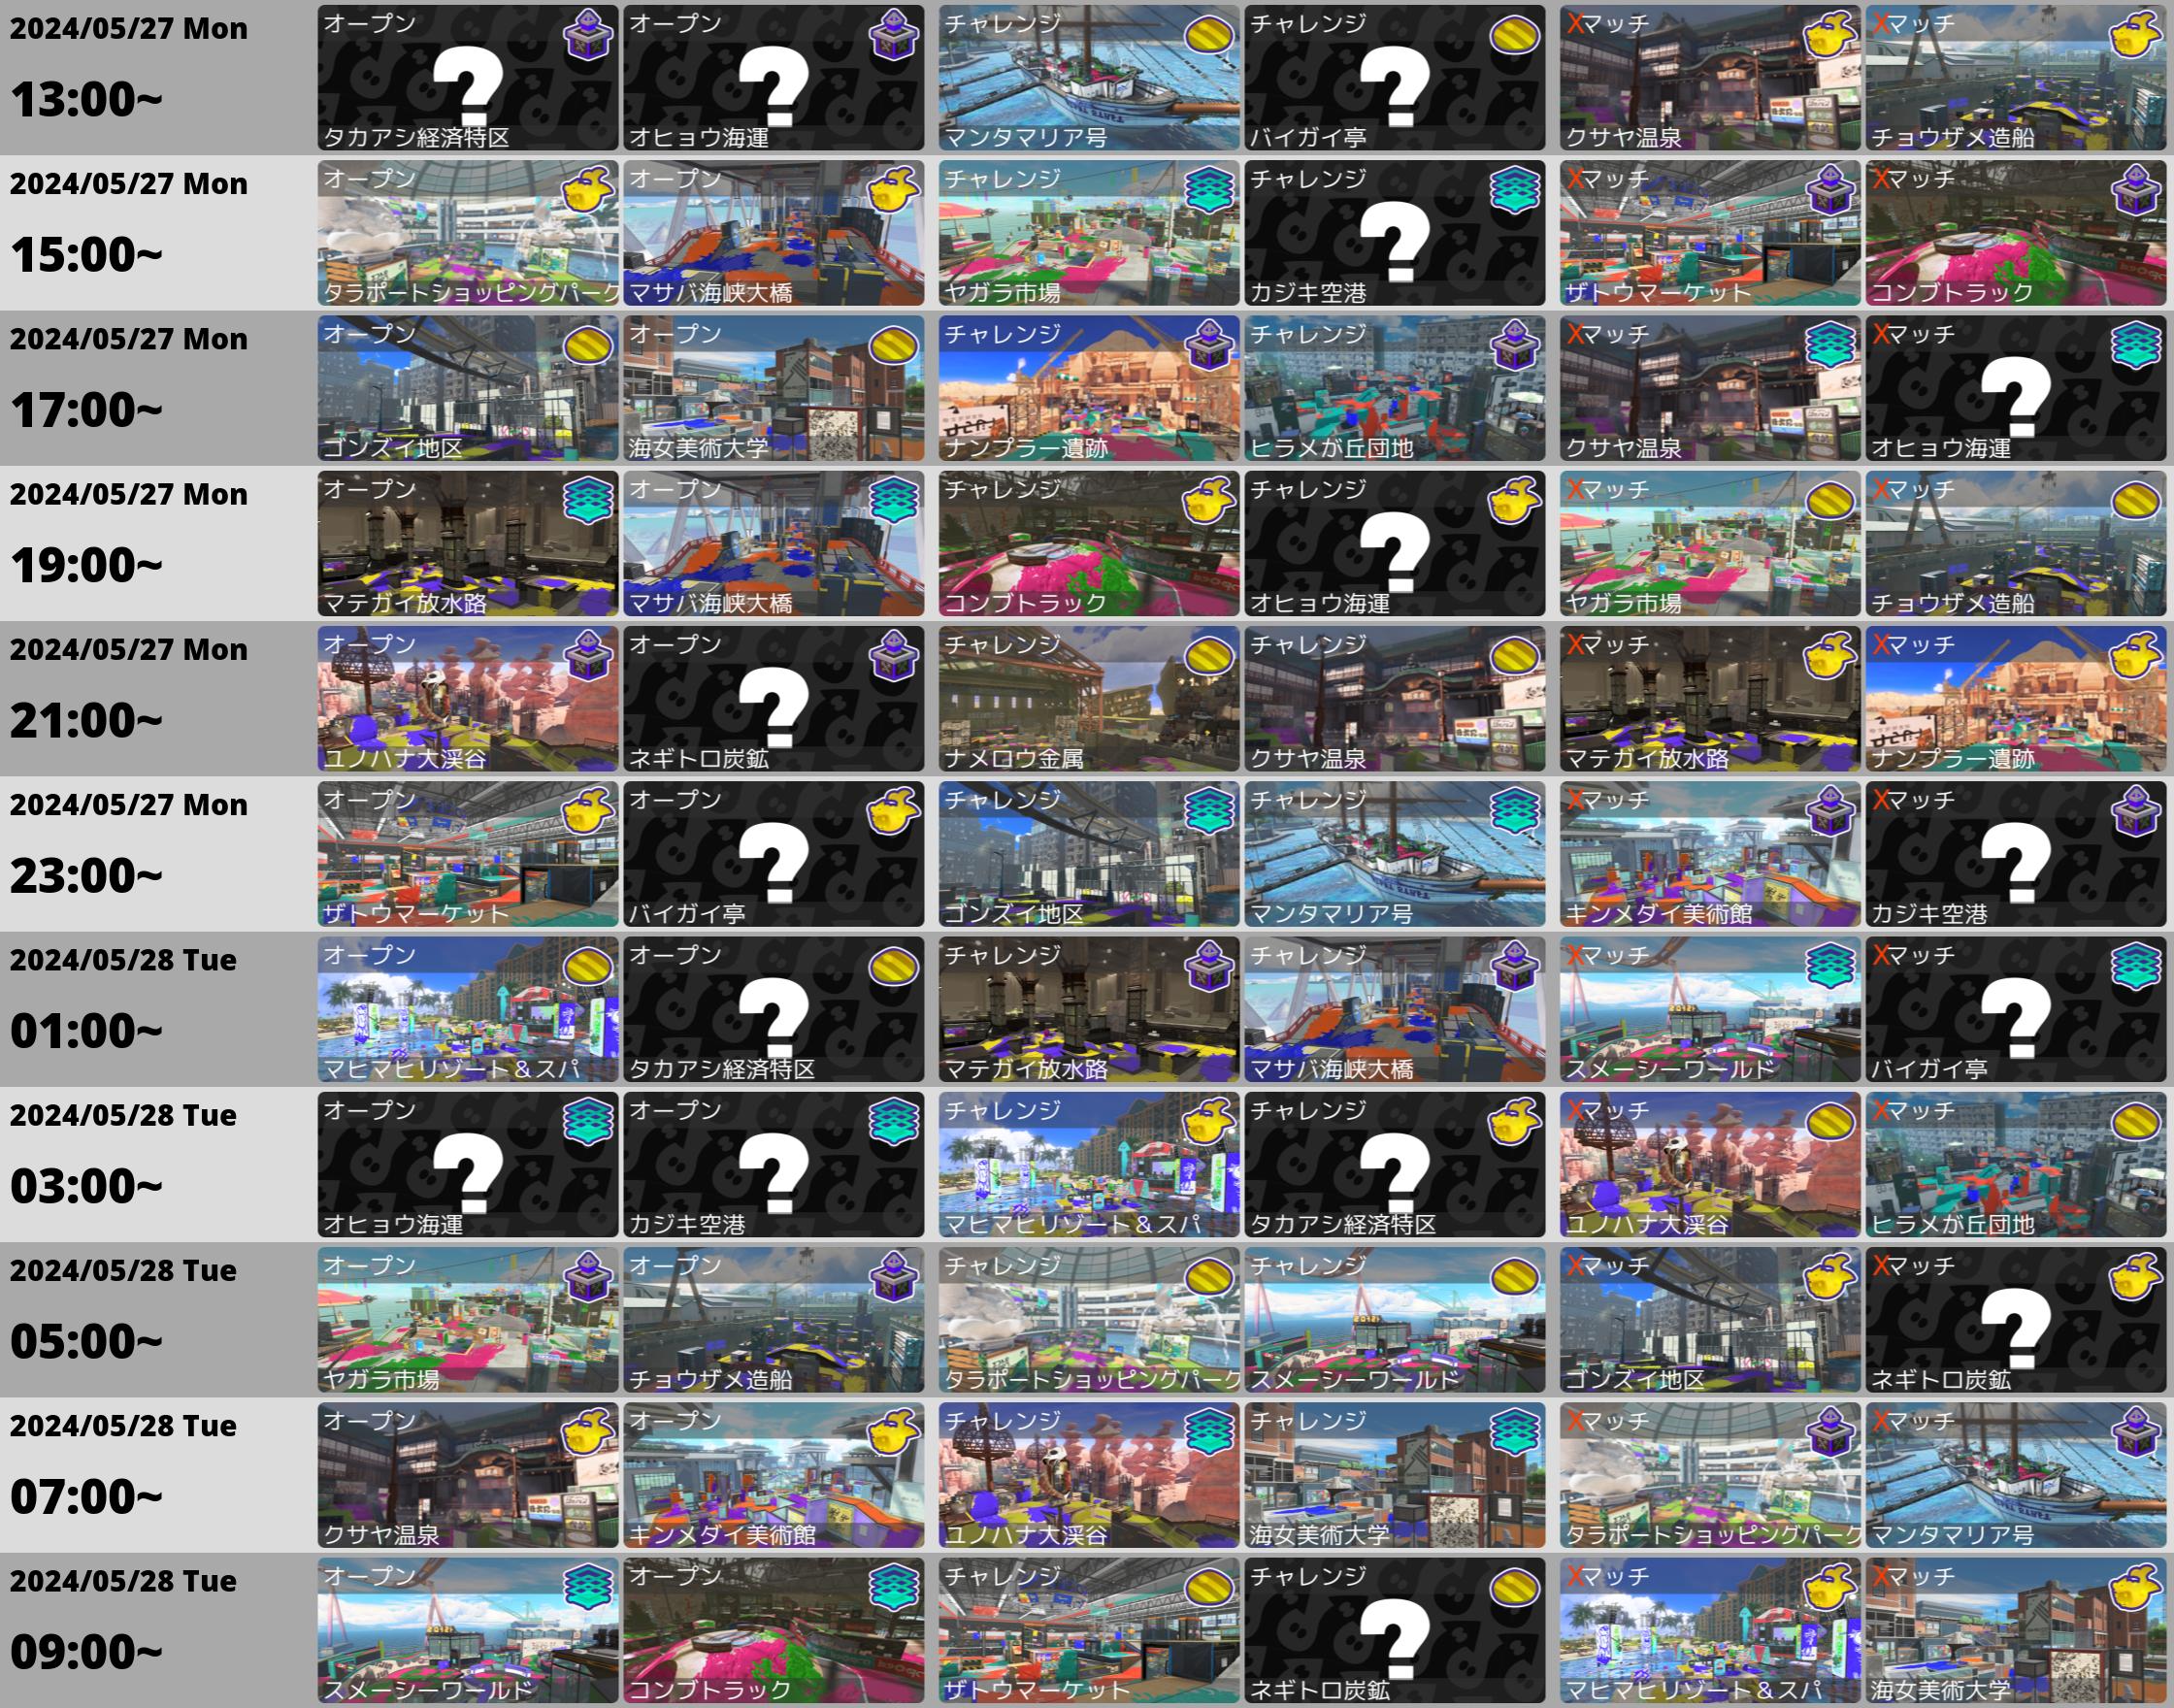 2024/05/27 Mon
13:00~
オープン
タカアシ経済特区
オープン
オヒョウ海運
チャレンジ
マンタマリア号
チャレンジ
バイガイ亭
Xマッチ
クサヤ温泉
Xマッチ
チョウザメ造船
2024/05/27 Mon
15:00~
オープン
タラポートショッピングパーク
オープン
マサバ海峡大橋
チャレンジ
ヤガラ市場
チャレンジ
カジキ空港
Xマッチ
ザトウマーケット
Xマッチ
コンブトラック
2024/05/27 Mon
17:00~
オープン
ゴンズイ地区
オープン
海女美術大学
チャレンジ
ナンプラー遺跡
チャレンジ
ヒラメが丘団地
Xマッチ
クサヤ温泉
Xマッチ
オヒョウ海運
2024/05/27 Mon
19:00~
オープン
マテガイ放水路
オープン
マサバ海峡大橋
チャレンジ
コンブトラック
チャレンジ
オヒョウ海運
Xマッチ
ヤガラ市場
Xマッチ
チョウザメ造船
2024/05/27 Mon
21:00~
オープン
ユノハナ大渓谷
オープン
ネギトロ炭鉱
チャレンジ
ナメロウ金属
チャレンジ
クサヤ温泉
Xマッチ
マテガイ放水路
Xマッチ
ナンプラー遺跡
2024/05/27 Mon
23:00~
オープン
ザトウマーケット
オープン
バイガイ亭
チャレンジ
ゴンズイ地区
チャレンジ
マンタマリア号
Xマッチ
キンメダイ美術館
Xマッチ
カジキ空港
2024/05/28 Tue
01:00~
オープン
マヒマヒリゾート＆スパ
オープン
タカアシ経済特区
チャレンジ
マテガイ放水路
チャレンジ
マサバ海峡大橋
Xマッチ
スメーシーワールド
Xマッチ
バイガイ亭
2024/05/28 Tue
03:00~
オープン
オヒョウ海運
オープン
カジキ空港
チャレンジ
マヒマヒリゾート＆スパ
チャレンジ
タカアシ経済特区
Xマッチ
ユノハナ大渓谷
Xマッチ
ヒラメが丘団地
2024/05/28 Tue
05:00~
オープン
ヤガラ市場
オープン
チョウザメ造船
チャレンジ
タラポートショッピングパーク
チャレンジ
スメーシーワールド
Xマッチ
ゴンズイ地区
Xマッチ
ネギトロ炭鉱
2024/05/28 Tue
07:00~
オープン
クサヤ温泉
オープン
キンメダイ美術館
チャレンジ
ユノハナ大渓谷
チャレンジ
海女美術大学
Xマッチ
タラポートショッピングパーク
Xマッチ
マンタマリア号
2024/05/28 Tue
09:00~
オープン
スメーシーワールド
オープン
コンブトラック
チャレンジ
ザトウマーケット
チャレンジ
ネギトロ炭鉱
Xマッチ
マヒマヒリゾート＆スパ
Xマッチ
海女美術大学